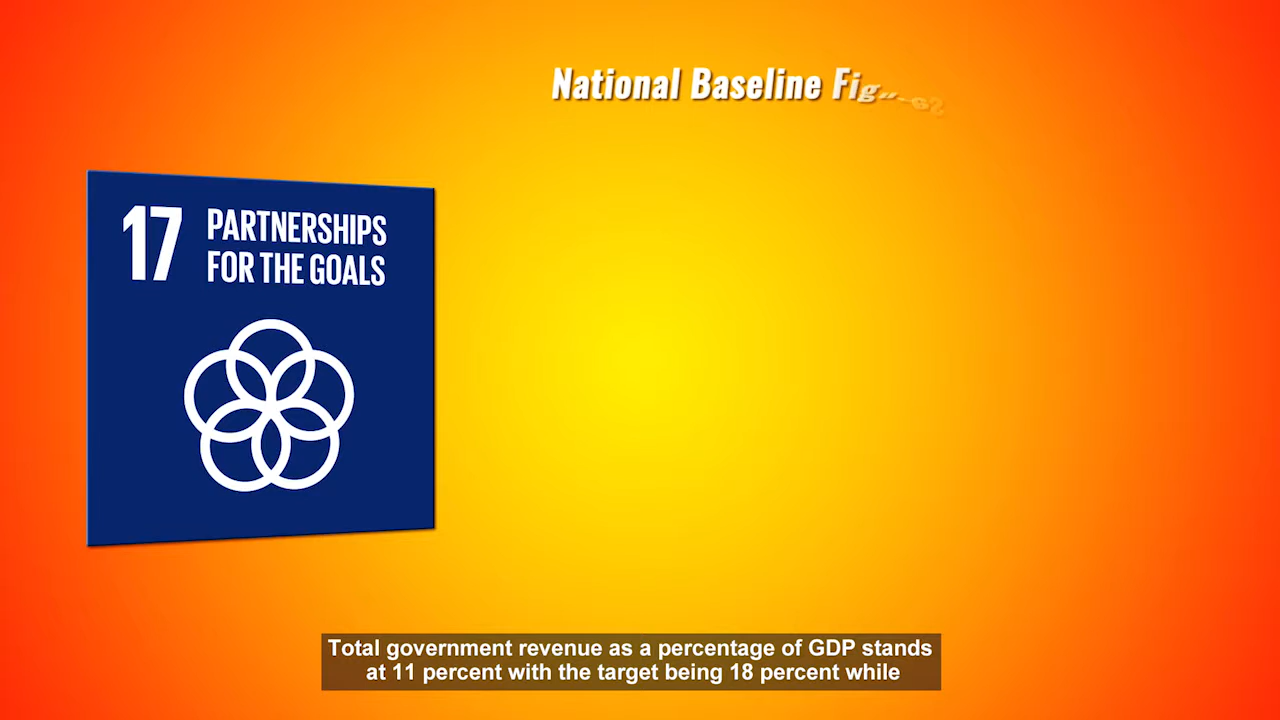 National Baseline
17 PARTNERSHIPS
FOR THE GOALS
Total government revenue as a percentage of GDP stands
at 11 percent with the target being 18 percent while